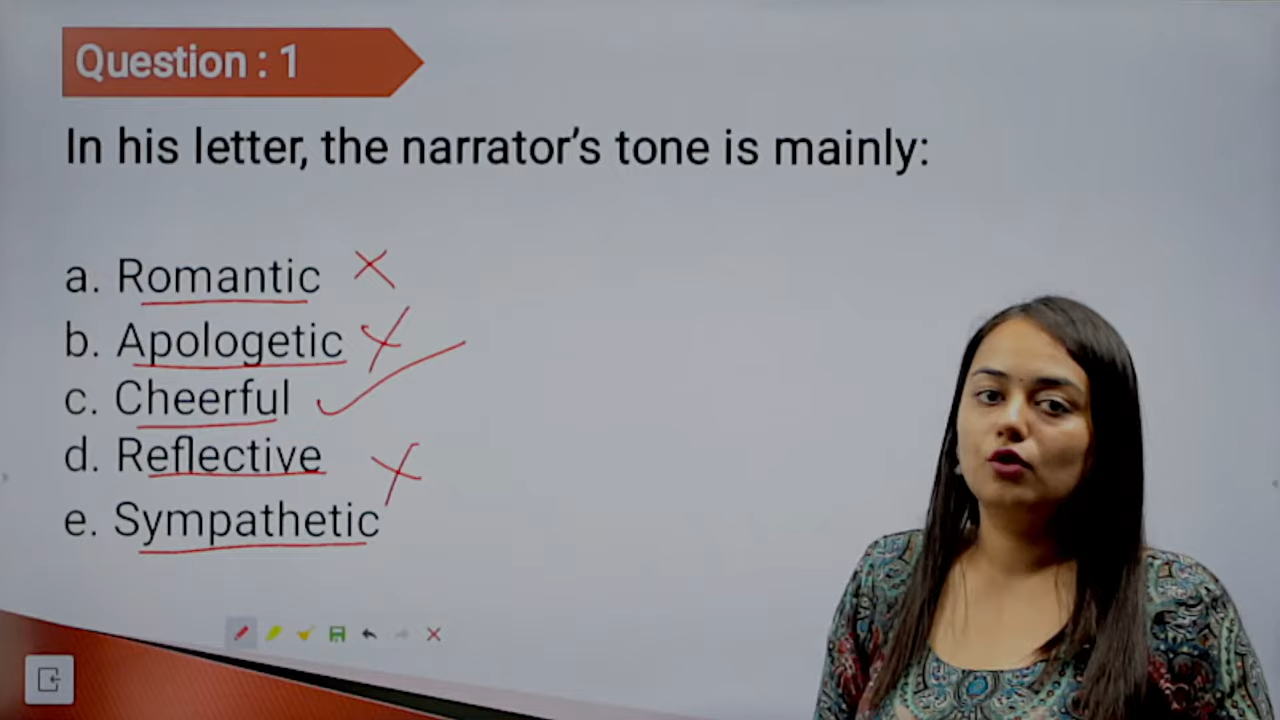 Question : 1
In his letter, the narrator’s tone is mainly:
a. Romantic
b. Apologetic
c. Cheerful
d. Reflective
e. Sympathetic